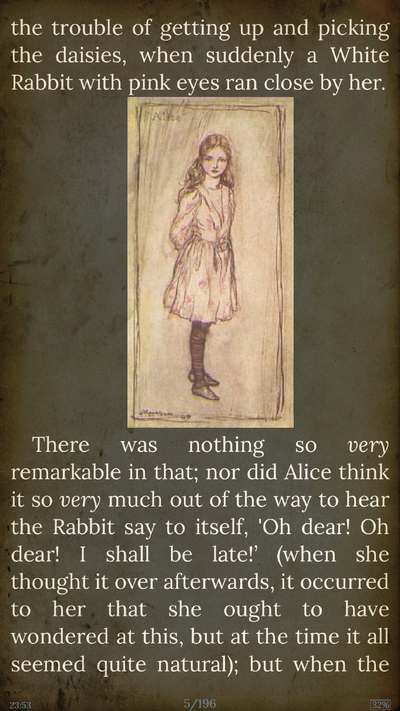 the trouble of getting up and picking
the daisies, when suddenly a White
Rabbit with pink eyes ran close by her.
Alice
There was nothing so very
remarkable in that; nor did Alice think
it so very much out of the way to hear
the Rabbit say to itself, 'Oh dear! Oh
dear! I shall be late!’ (when she
thought it over afterwards, it occurred
to her that she ought to have
wondered at this, but at the time it all
seemed quite natural); but when the
23:53 5/196 32%